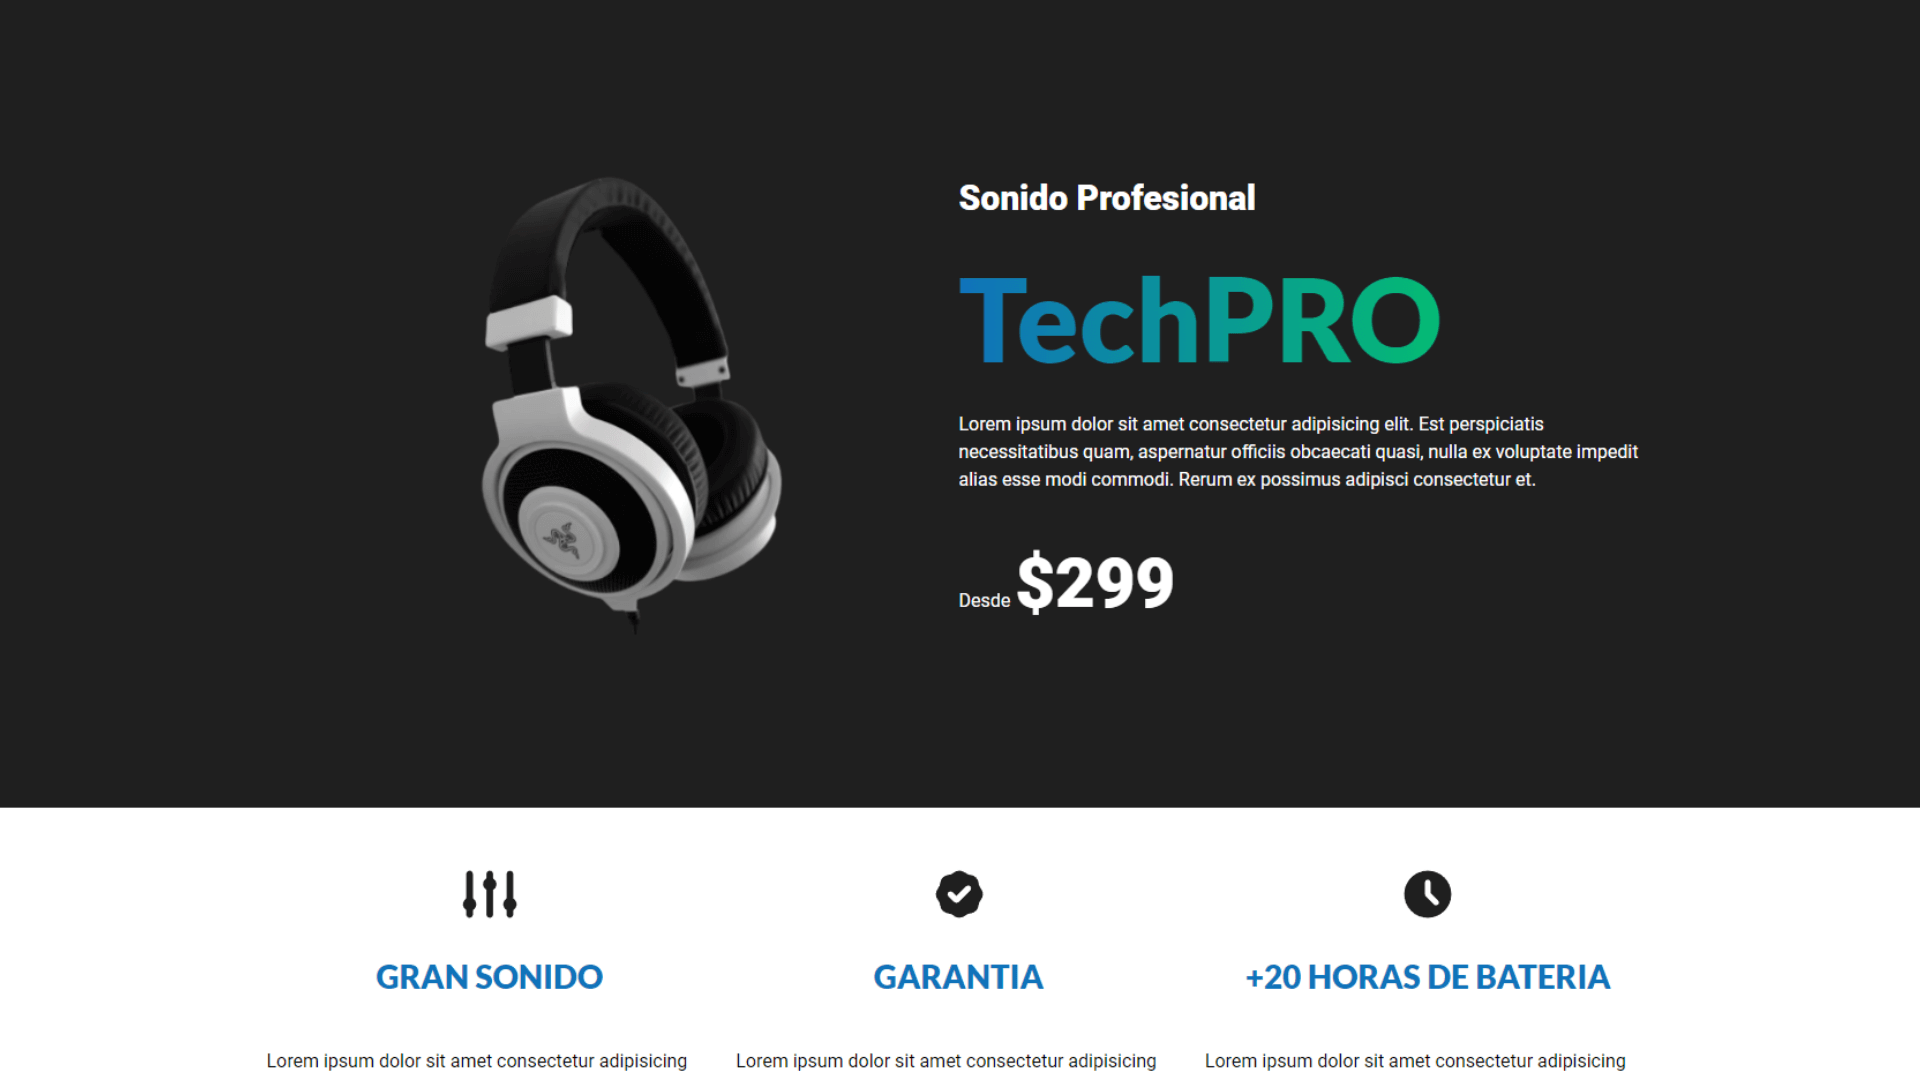 Sonido Profesional
TechPRO
Lorem ipsum dolor sit amet consectetur adipisicing elit. Est perspiciatis
necessitatibus quam, aspernatur officiis obcaecati quasi, nulla ex voluptate impedit
alias esse modi commodi. Rerum ex possimus adipisci consectetur et.
Desde $299
GRAN SONIDO
Lorem ipsum dolor sit amet consectetur adipisicing
GARANTIA
Lorem ipsum dolor sit amet consectetur adipisicing
+20 HORAS DE BATERIA
Lorem ipsum dolor sit amet consectetur adipisicing